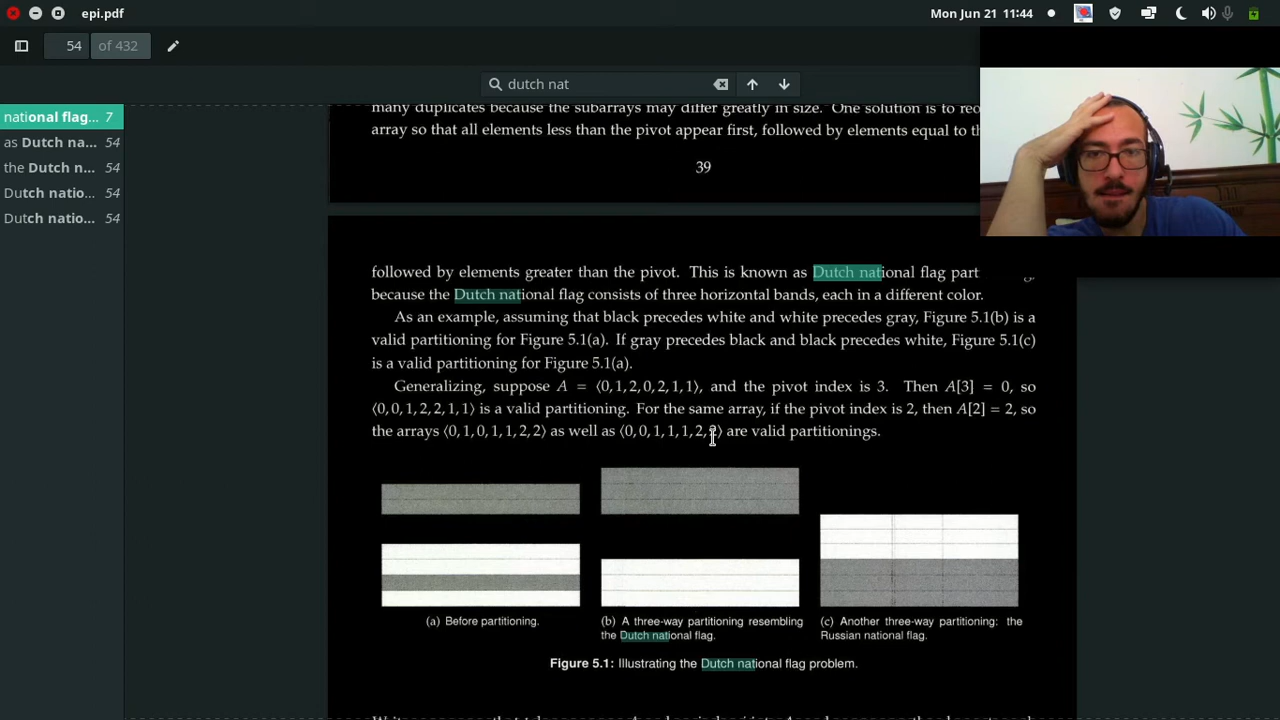 epi.pdf
Mon Jun 21 11:44
54 of 432
dutch nat
national flag... 7
as Dutch na... 54
the Dutch n... 54
Dutch natio... 54
Dutch natio... 54
many duplicates because the subarrays may differ greatly in size. One solution is to reo
array so that all elements less than the pivot appear first, followed by elements equal to th
39
followed by elements greater than the pivot. This is known as Dutch national flag part
because the Dutch national flag consists of three horizontal bands, each in a different color.
As an example, assuming that black precedes white and white precedes gray, Figure 5.1(b) is a
valid partitioning for Figure 5.1(a). If gray precedes black and black precedes white, Figure 5.1(c)
is a valid partitioning for Figure 5.1(a).
Generalizing, suppose A = ⟨0, 1, 2, 0, 2, 1, 1⟩, and the pivot index is 3. Then A[3] = 0, so
⟨0, 0, 1, 2, 2, 1, 1⟩ is a valid partitioning. For the same array, if the pivot index is 2, then A[2] = 2, so
the arrays ⟨0, 1, 0, 1, 1, 2, 2⟩ as well as ⟨0, 0, 1, 1, 1, 2, 2⟩ are valid partitionings.
(a) Before partitioning.
(b) A three-way partitioning resembling
the Dutch national flag.
(c) Another three-way partitioning: the
Russian national flag.
Figure 5.1: Illustrating the Dutch national flag problem.